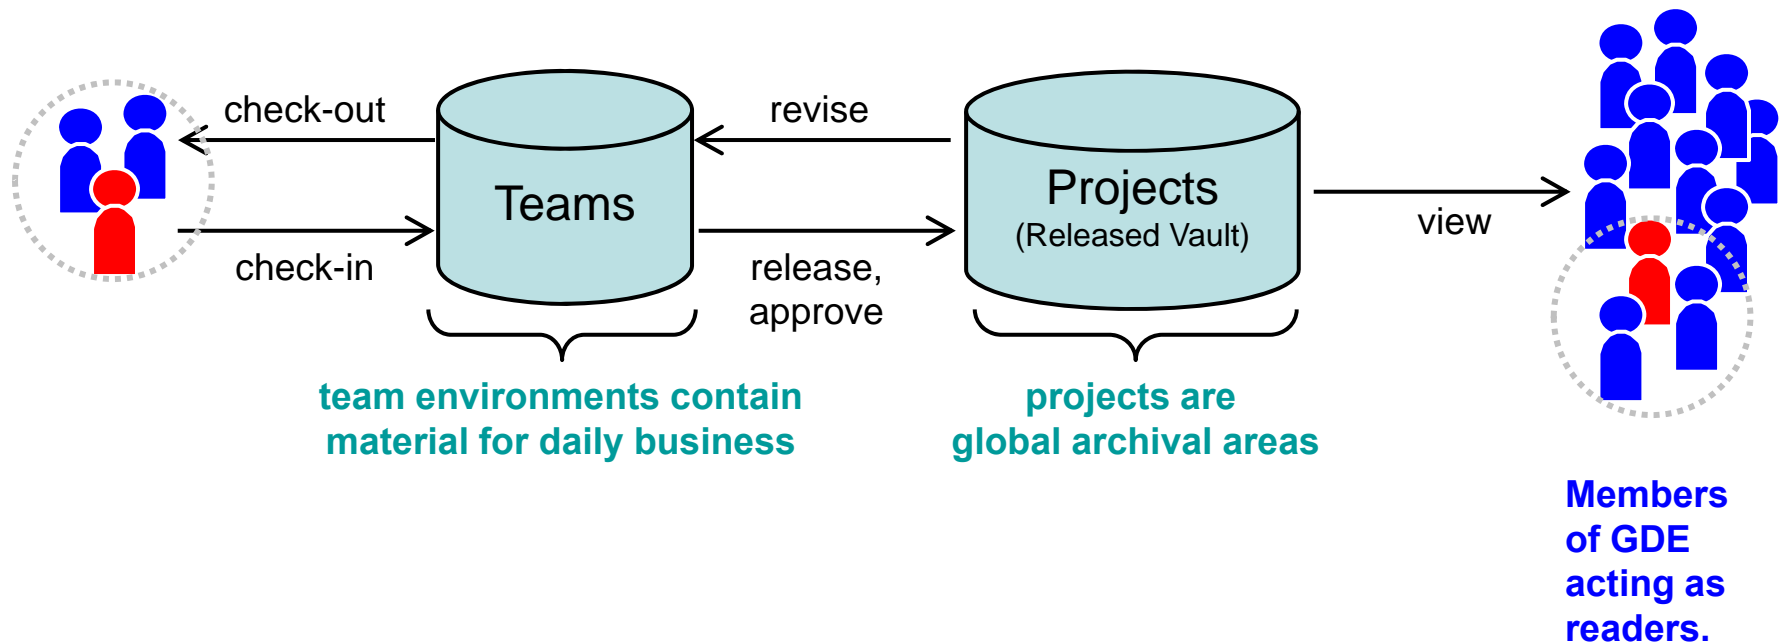 check-out
check-in
Teams
revise
release,
approve
Projects
(Released Vault)
view
team environments contain
material for daily business
projects are
global archival areas
Members
of GDE
acting as
readers.